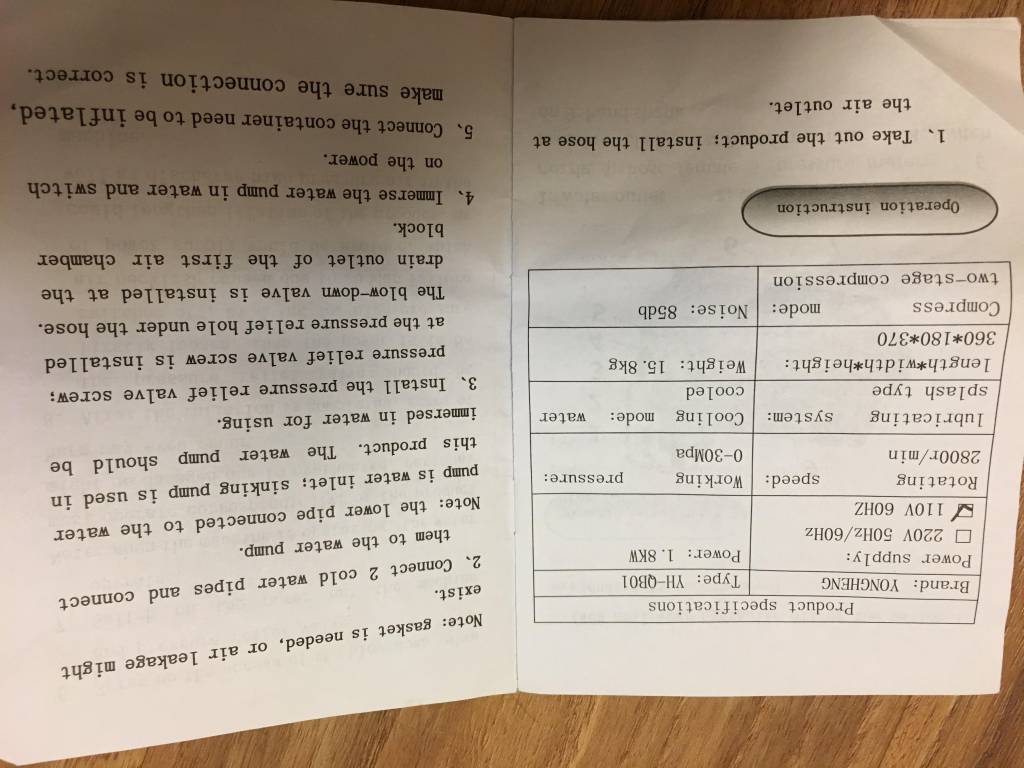 Product specifications
Brand: YONGHENG
Type: YH-QB01
Power supply:
□ 220V 50Hz/60Hz
☑ 110V 60HZ
Power: 1.8KW
Rotating speed:
2800r/min
Working pressure:
0-30Mpa
lubricating system:
splash type
Cooling mode: water
cooled
length*width*height:
360*180*370
Weight: 15.8kg
Compress mode:
two-stage compression
Noise: 85db
Operation instruction
1、Take out the product; install the hose at
the air outlet.
Note: gasket is needed, or air leakage might
exist.
2、Connect 2 cold water pipes and connect
them to the water pump.
Note: the lower pipe connected to the water
pump is water inlet; sinking pump is used in
this product. The water pump should be
immersed in water for using.
3、Install the pressure relief valve screw;
pressure relief valve screw is installed
at the pressure relief hole under the hose.
The blow-down valve is installed at the
drain outlet of the first air chamber
block.
4、Immerse the water pump in water and switch
on the power.
5、Connect the container need to be inflated,
make sure the connection is correct.